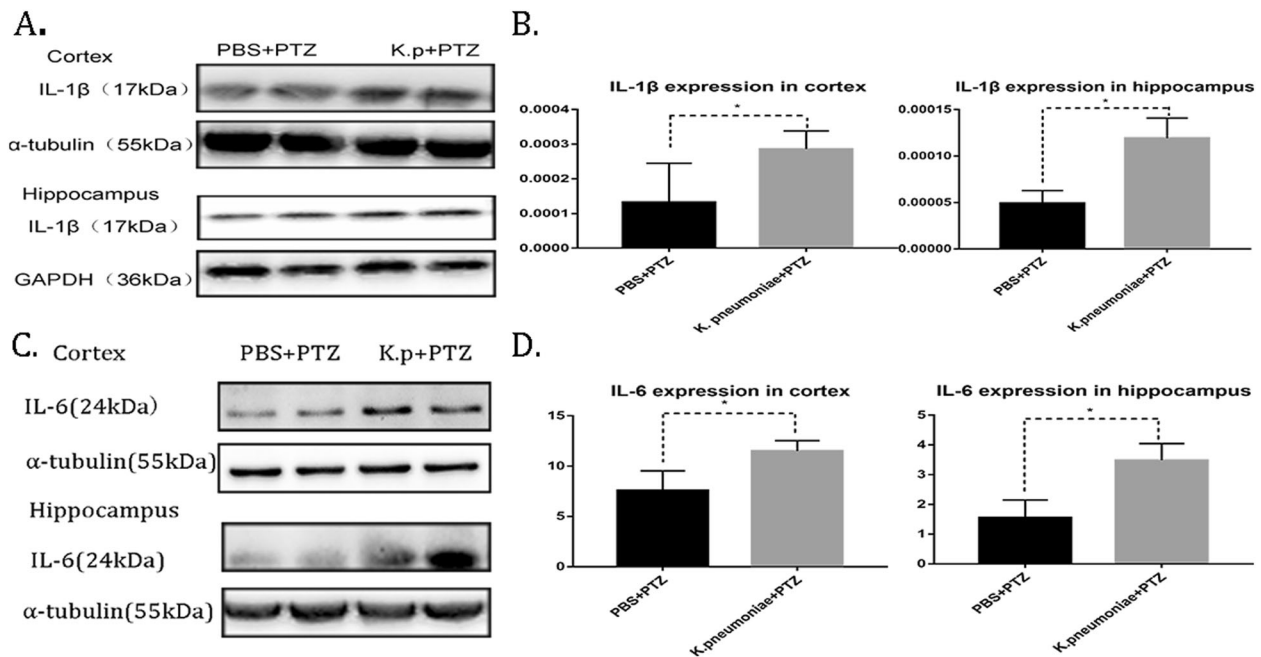 A.
PBS+PTZ K.p+PTZ
Cortex
IL-1β（17kDa）
α-tubulin（55kDa）
Hippocampus
IL-1β（17kDa）
GAPDH（36kDa）
B.
IL-1β expression in cortex
*
0.0004
0.0003
0.0002
0.0001
0.0000
PBS+PTZ
K. pneumoniae+PTZ
IL-1β expression in hippocampus
*
0.00015
0.00010
0.00005
0.00000
PBS+PTZ
K.pneumoniae+PTZ
C.
Cortex PBS+PTZ K.p+PTZ
IL-6(24kDa）
α-tubulin(55kDa)
Hippocampus
IL-6(24kDa)
α-tubulin(55kDa)
D.
IL-6 expression in cortex
*
15
10
5
0
PBS+PTZ
K.pneumoniae+PTZ
IL-6 expression in hippocampus
*
5
4
3
2
1
0
PBS+PTZ
K.pneumoniae+PTZ